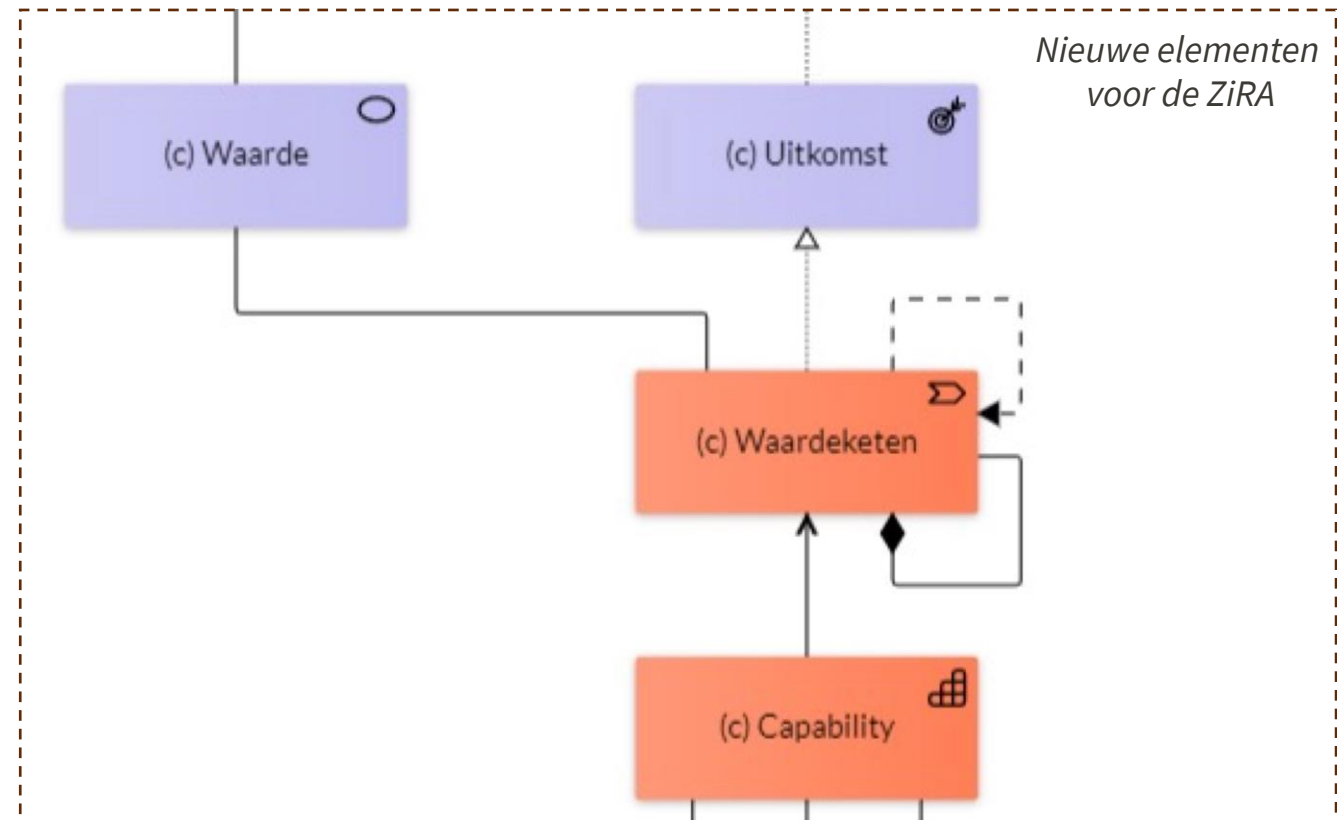 Nieuwe elementen
voor de ZiRA
(c) Waarde
(c) Uitkomst
(c) Waardeketen
(c) Capability